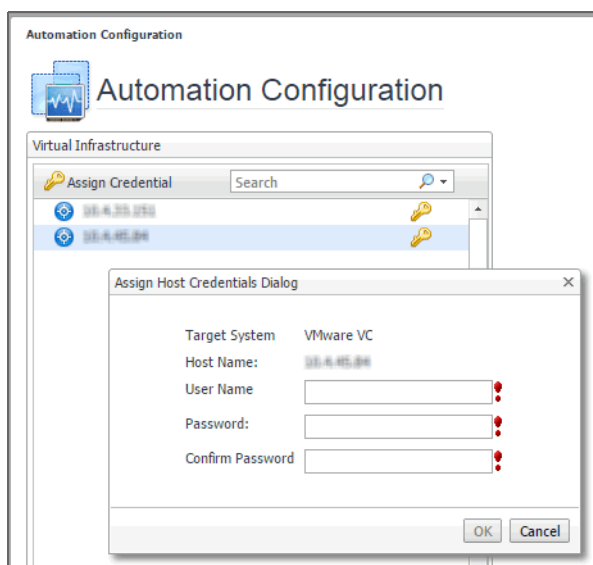 Automation Configuration
Automation Configuration
Virtual Infrastructure
Assign Credential
Search
Assign Host Credentials Dialog
Target System VMware VC
Host Name:
User Name
Password:
Confirm Password
OK Cancel